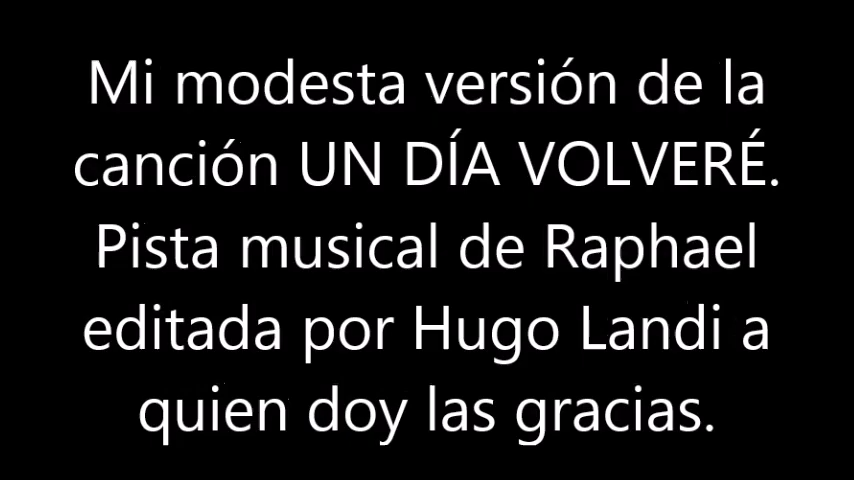 Mi modesta versión de la
canción UN DÍA VOLVERÉ.
Pista musical de Raphael
editada por Hugo Landi a
quien doy las gracias.